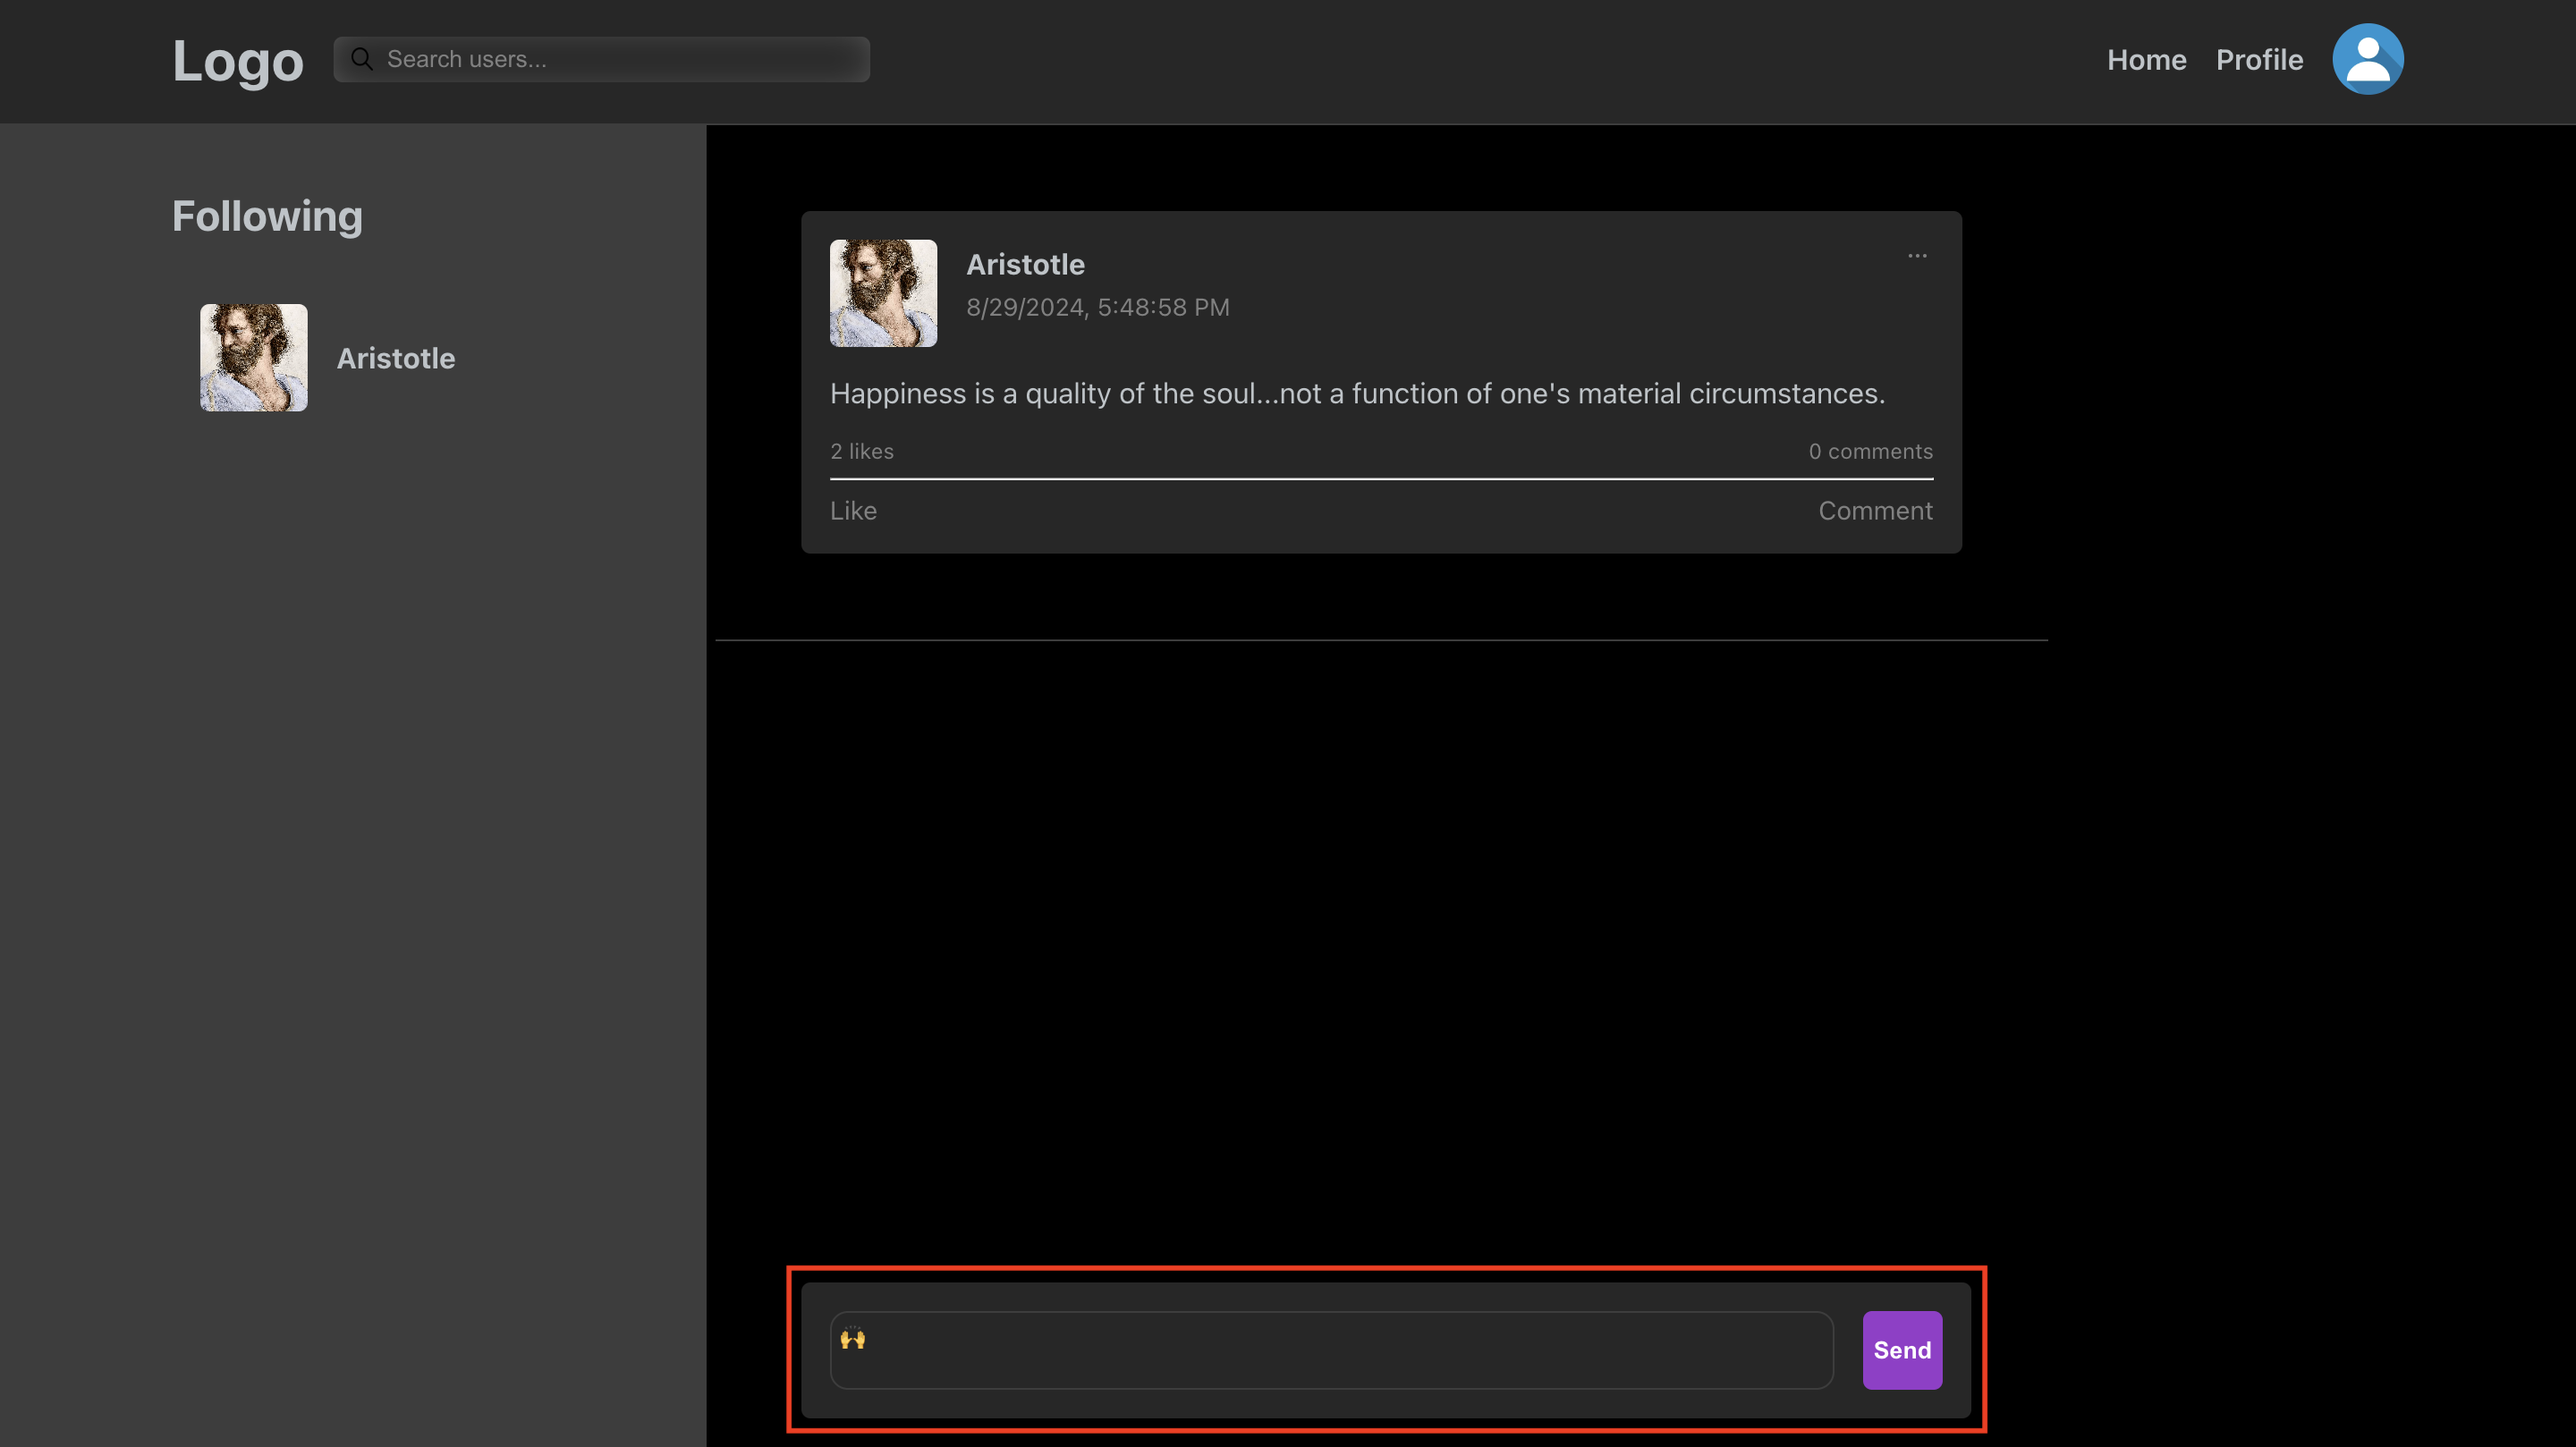 Logo
Search users...
Home
Profile
Following
Aristotle
Aristotle
...
8/29/2024, 5:48:58 PM
Happiness is a quality of the soul...not a function of one's material circumstances.
2 likes
0 comments
Like
Comment
🙌
Send